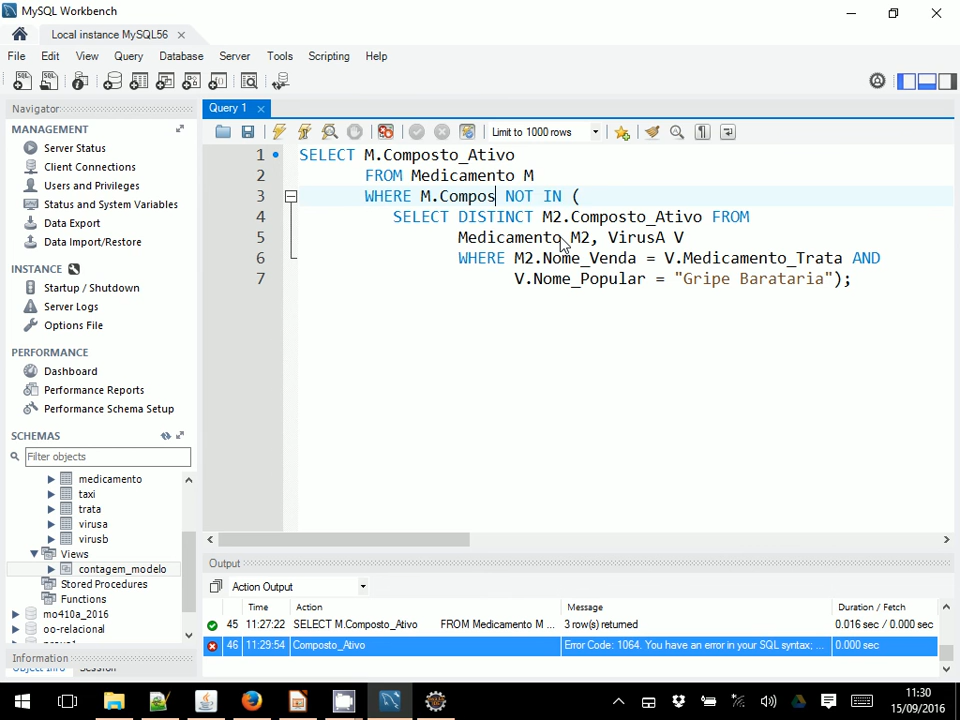 MySQL Workbench
Local instance MySQL56
File Edit View Query Database Server Tools Scripting Help
Navigator
Query 1
MANAGEMENT
Server Status
Client Connections
Users and Privileges
Status and System Variables
Data Export
Data Import/Restore
INSTANCE
Startup / Shutdown
Server Logs
Options File
PERFORMANCE
Dashboard
Performance Reports
Performance Schema Setup
SCHEMAS
Filter objects
medicamento
taxi
trata
virusa
virusb
Views
contagem_modelo
Stored Procedures
Functions
mo410a_2016
oo-relacional
Information
Object Info Session
Limit to 1000 rows
1 SELECT M.Composto_Ativo
2 FROM Medicamento M
3 WHERE M.Compos NOT IN (
4 SELECT DISTINCT M2.Composto_Ativo FROM
5 Medicamento M2, VirusA V
6 WHERE M2.Nome_Venda = V.Medicamento_Trata AND
7 V.Nome_Popular = "Gripe Barataria");
Output
Action Output
Time Action Message Duration / Fetch
45 11:27:22 SELECT M.Composto_Ativo FROM Medicamento M ... 3 row(s) returned 0.016 sec / 0.000 sec
46 11:29:54 Composto_Ativo Error Code: 1064. You have an error in your SQL syntax; ... 0.000 sec
11:30
15/09/2016